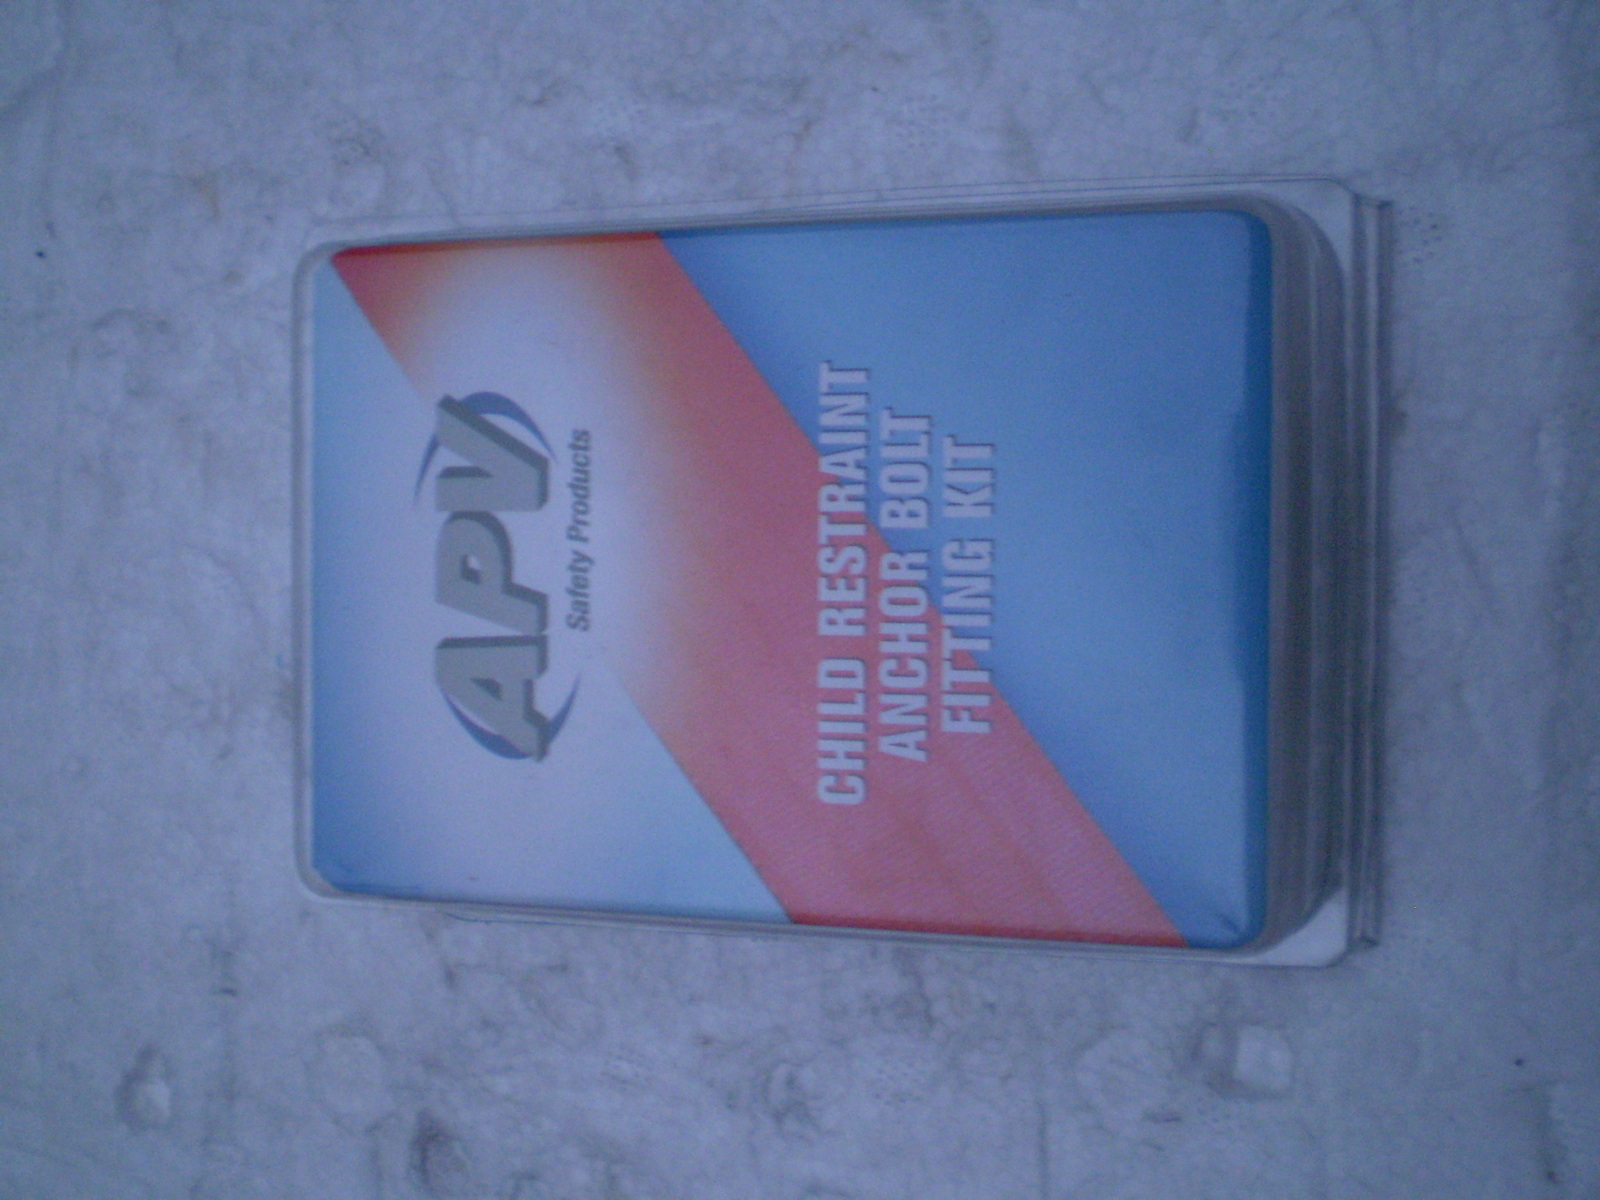 APV
Safety Products
CHILD RESTRAINT
ANCHOR BOLT
FITTING KIT